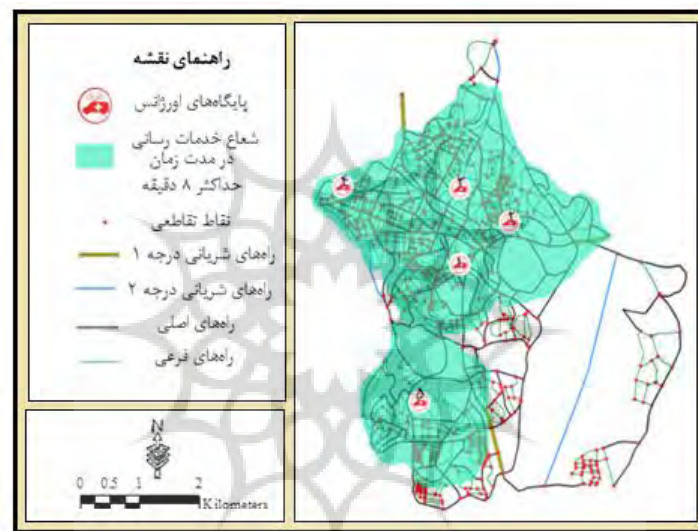 راهنمای نقشه
پایگاه‌های اورژانس
شعاع خدمات رسانی
در مدت زمان
حداکثر ۸ دقیقه
نقاط تقاطعی
راه‌های شریانی درجه ۱
راه‌های شریانی درجه ۲
راه‌های اصلی
راه‌های فرعی
N
0 0.5 1 2
Kilometers